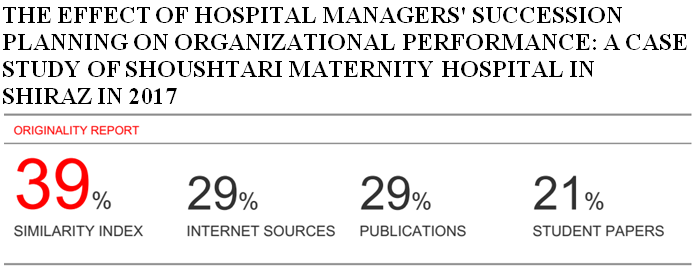 THE EFFECT OF HOSPITAL MANAGERS' SUCCESSION
PLANNING ON ORGANIZATIONAL PERFORMANCE: A CASE
STUDY OF SHOUSHTARI MATERNITY HOSPITAL IN
SHIRAZ IN 2017
ORIGINALITY REPORT
39% 29% 29% 21%
SIMILARITY INDEX INTERNET SOURCES PUBLICATIONS STUDENT PAPERS